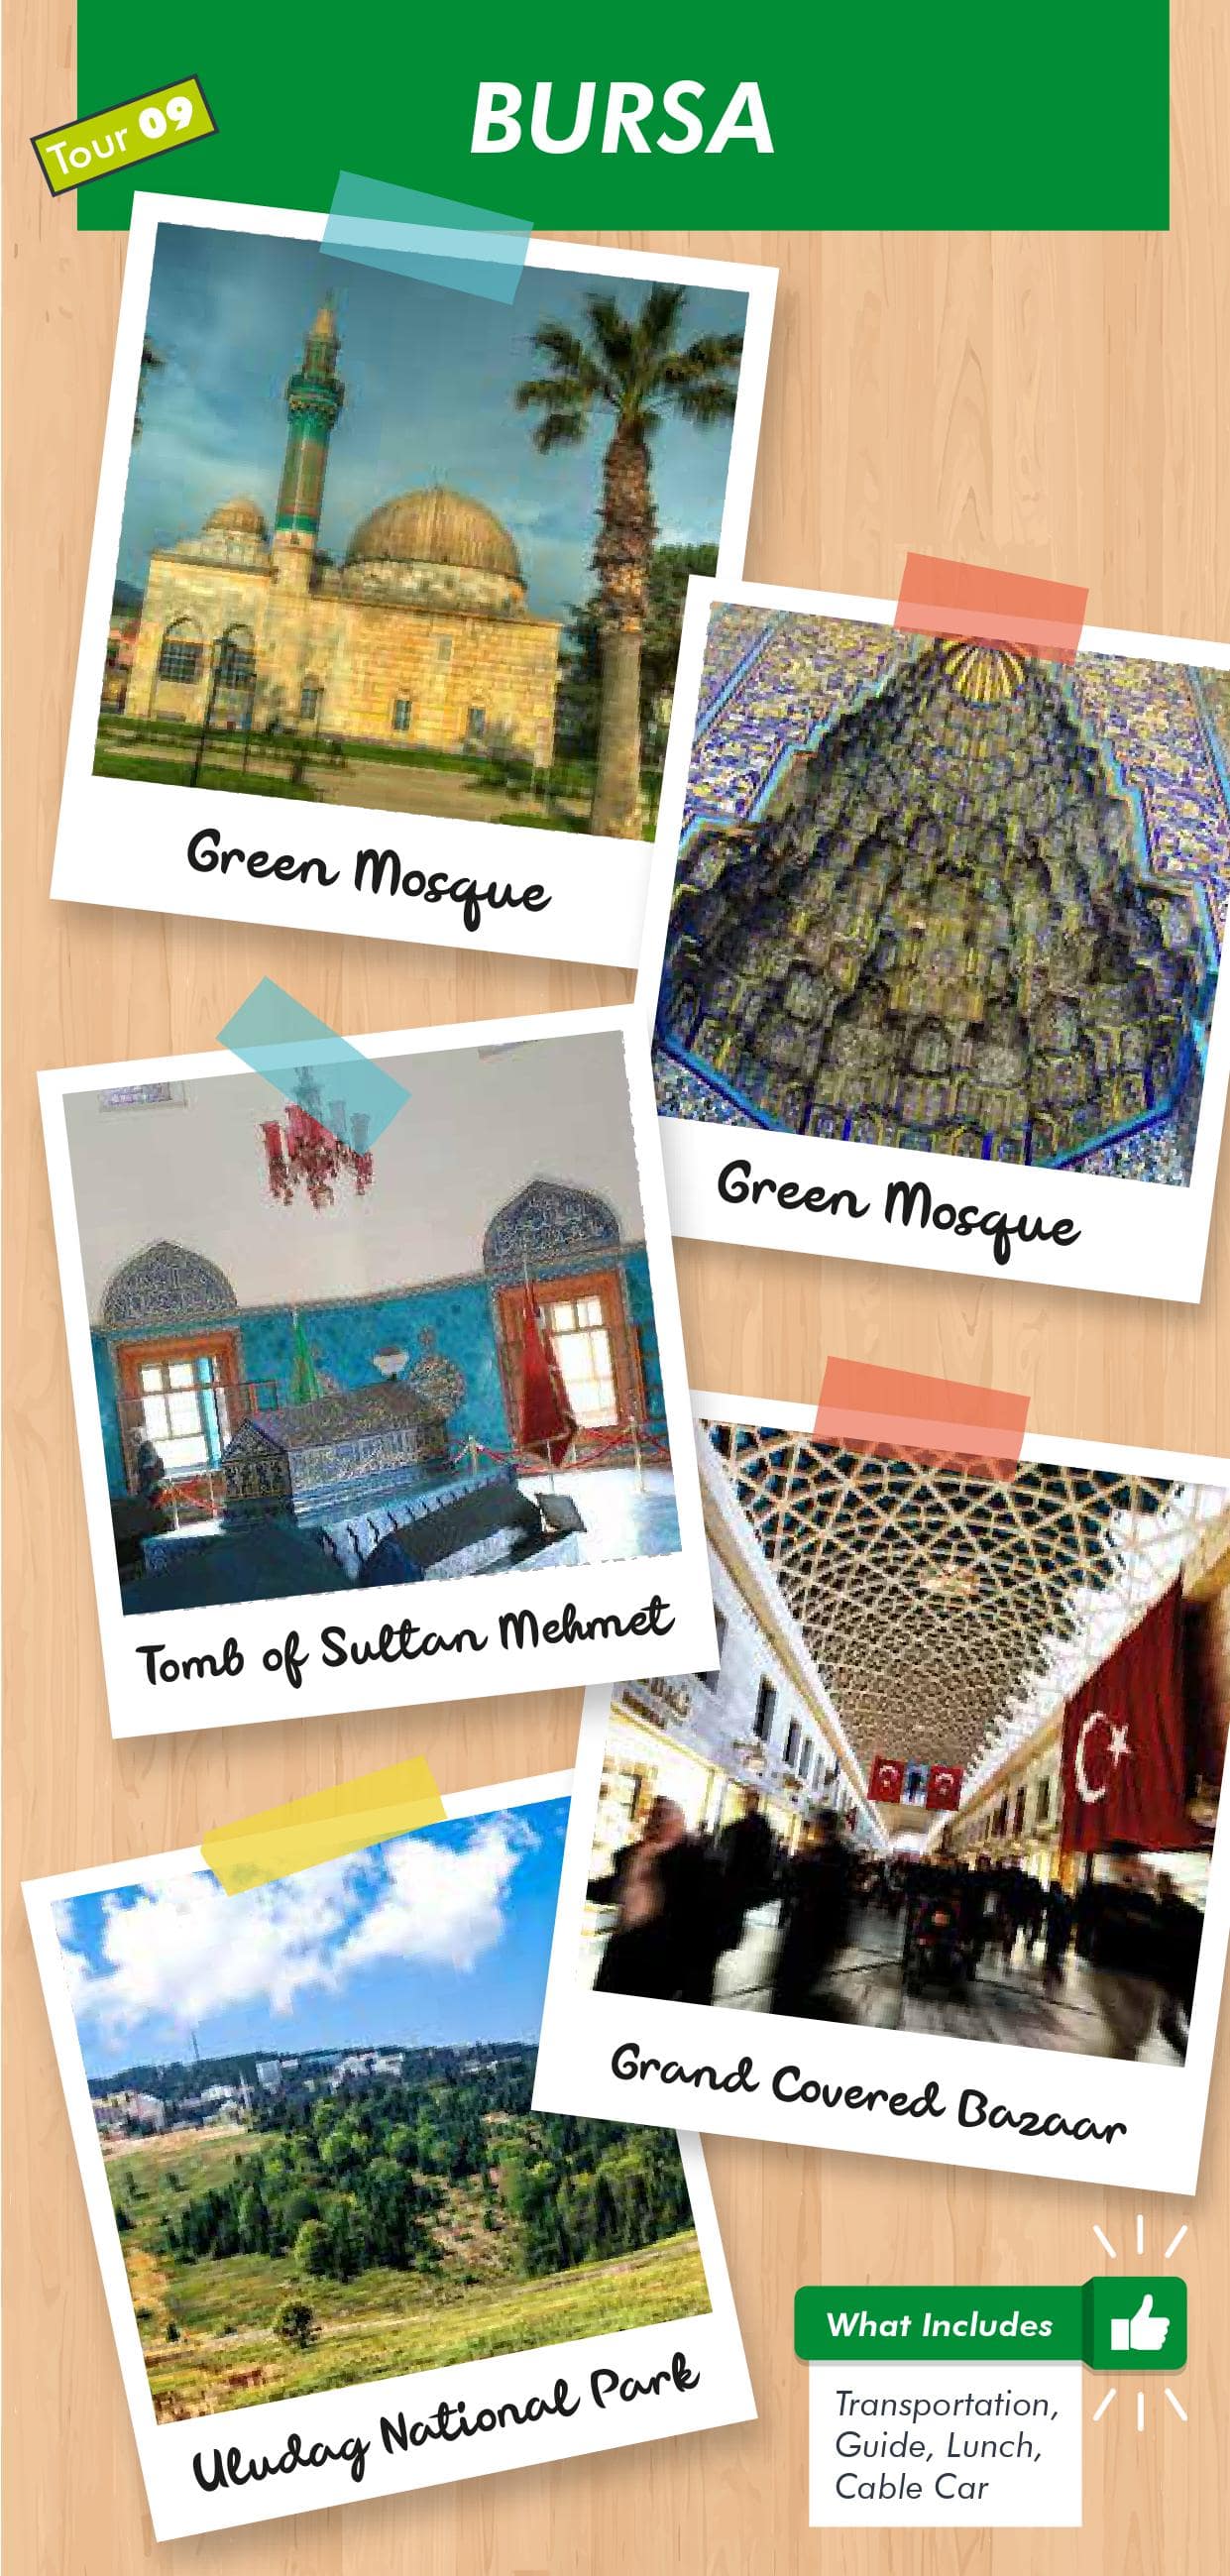 BURSA
Tour 09
Green Mosque
Green Mosque
Tomb of Sultan Mehmet
Grand Covered Bazaar
Uludag National Park
What Includes
Transportation,
Guide, Lunch,
Cable Car